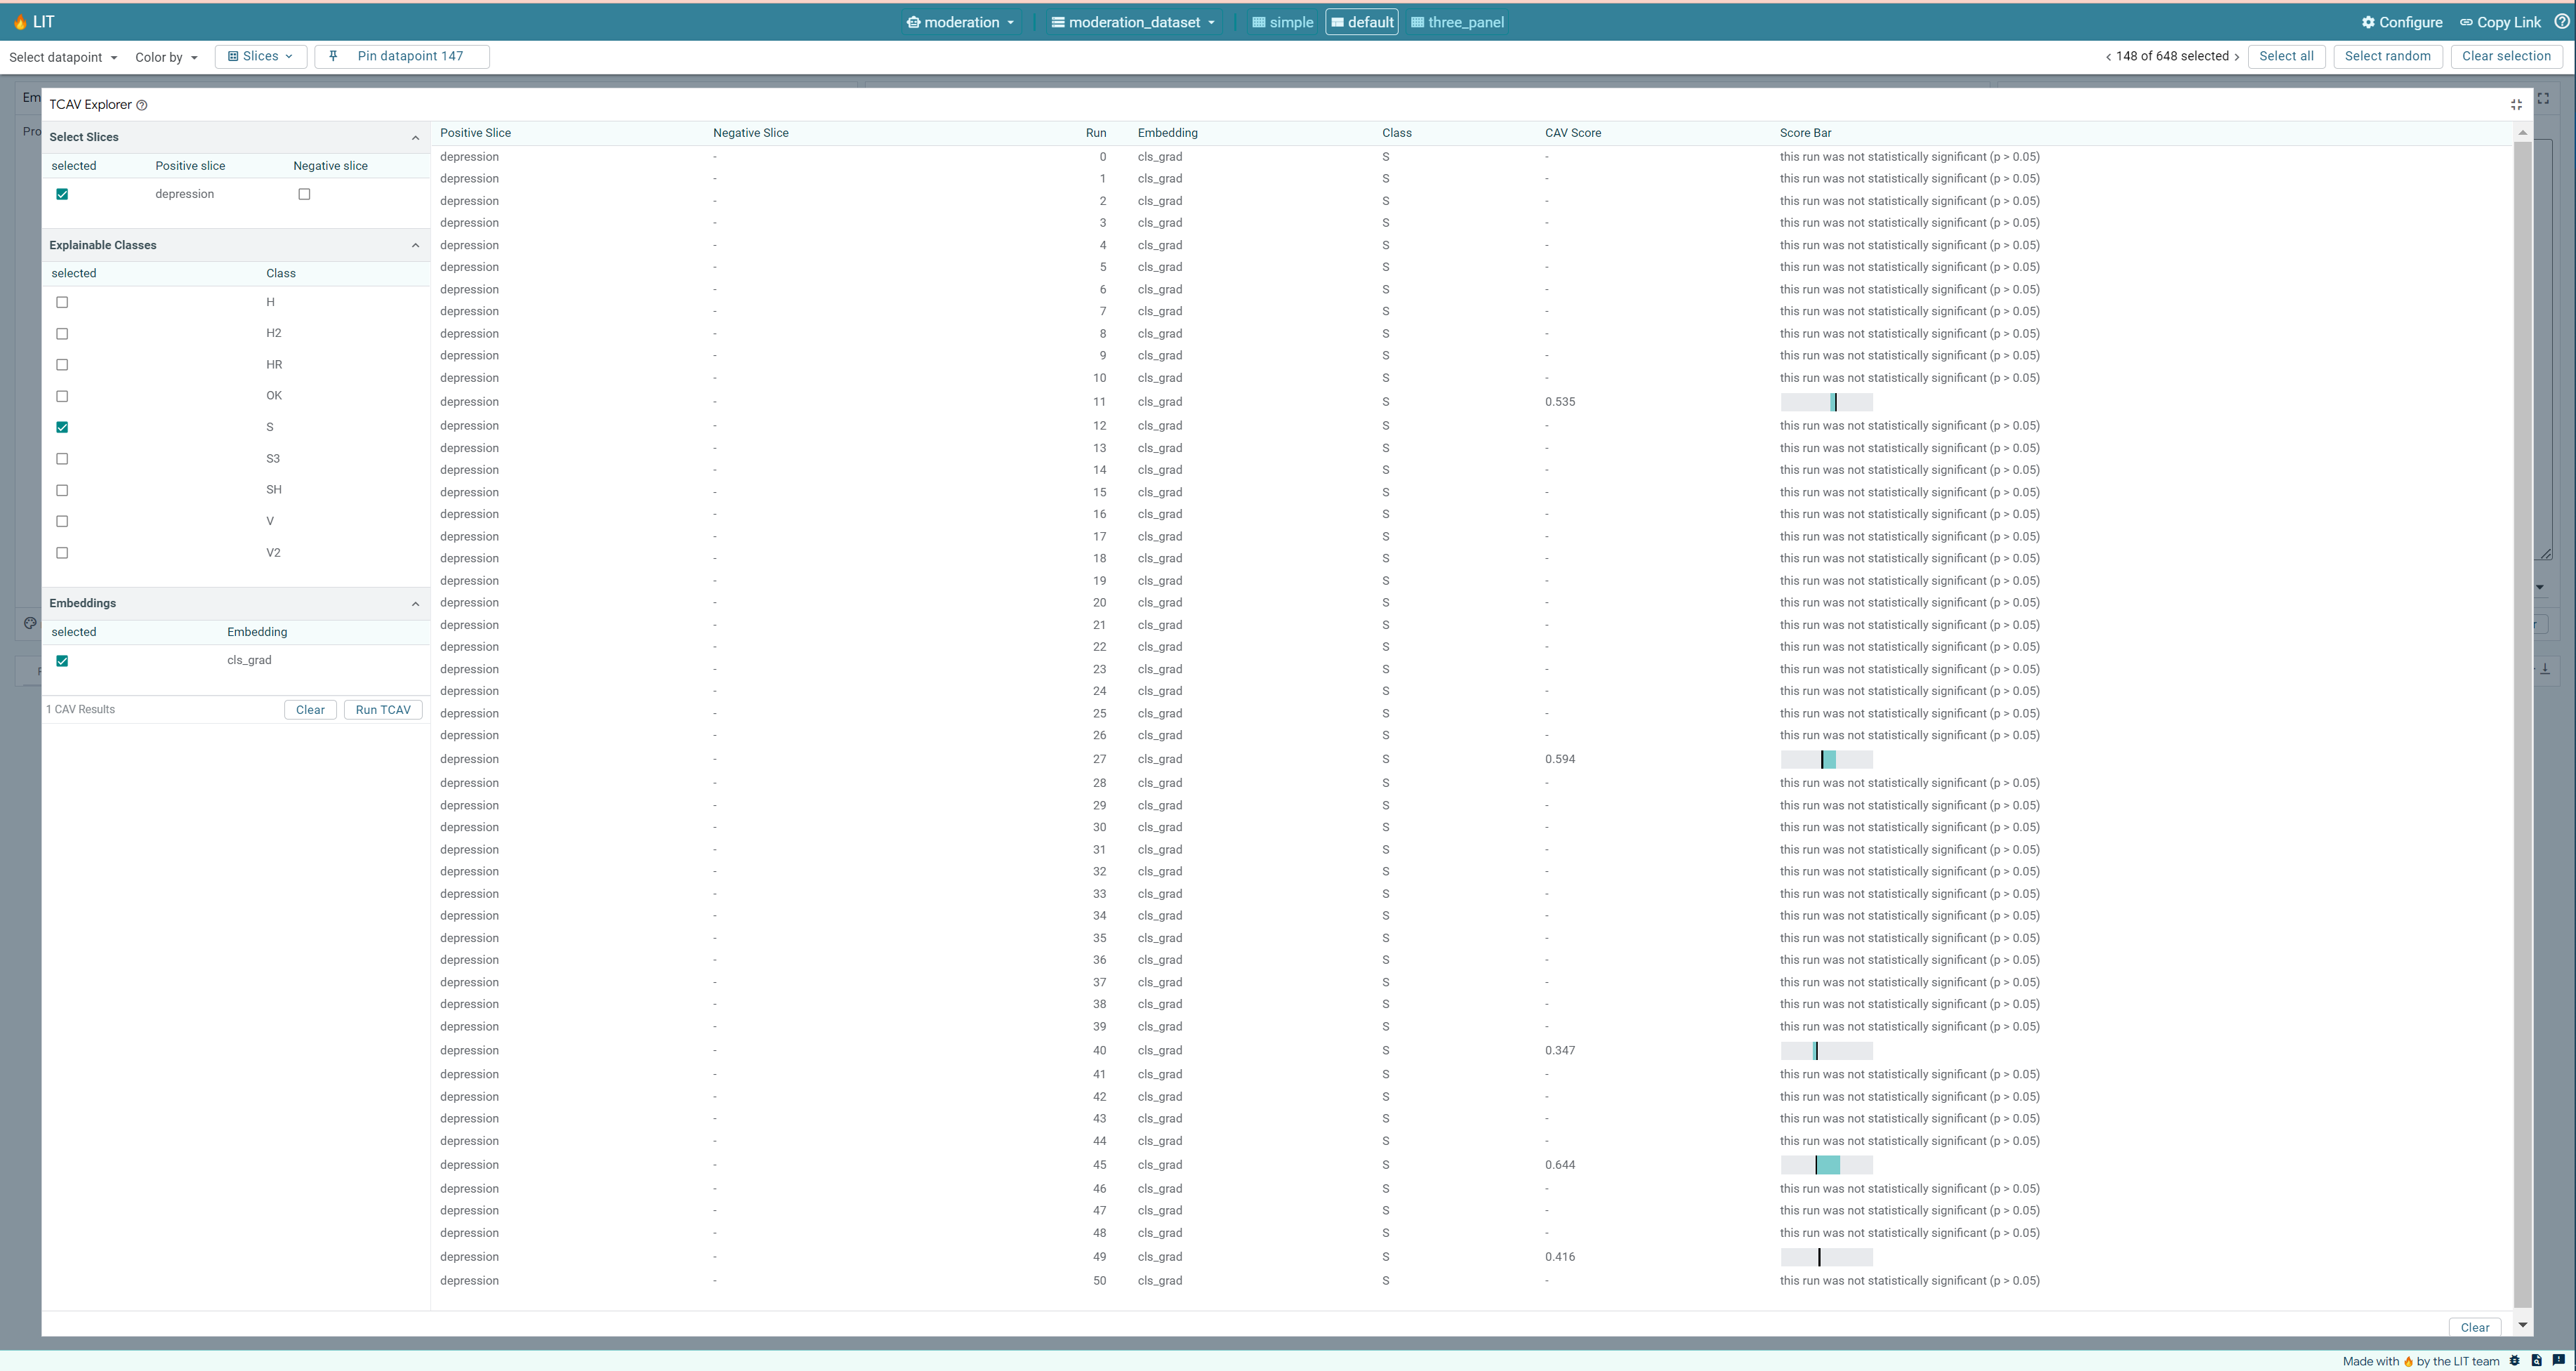 LIT
moderation
moderation_dataset
simple
default
three_panel
Configure
Copy Link
Select datapoint
Color by
Slices
Pin datapoint 147
148 of 648 selected
Select all
Select random
Clear selection
Em
Pro
TCAV Explorer
Select Slices
selected Positive slice Negative slice
depression
Explainable Classes
selected Class
H
H2
HR
OK
S
S3
SH
V
V2
Embeddings
selected Embedding
cls_grad
1 CAV Results Clear Run TCAV
Positive Slice Negative Slice Run Embedding Class CAV Score Score Bar
depression - 0 cls_grad S - this run was not statistically significant (p > 0.05)
depression - 1 cls_grad S - this run was not statistically significant (p > 0.05)
depression - 2 cls_grad S - this run was not statistically significant (p > 0.05)
depression - 3 cls_grad S - this run was not statistically significant (p > 0.05)
depression - 4 cls_grad S - this run was not statistically significant (p > 0.05)
depression - 5 cls_grad S - this run was not statistically significant (p > 0.05)
depression - 6 cls_grad S - this run was not statistically significant (p > 0.05)
depression - 7 cls_grad S - this run was not statistically significant (p > 0.05)
depression - 8 cls_grad S - this run was not statistically significant (p > 0.05)
depression - 9 cls_grad S - this run was not statistically significant (p > 0.05)
depression - 10 cls_grad S - this run was not statistically significant (p > 0.05)
depression - 11 cls_grad S 0.535
depression - 12 cls_grad S - this run was not statistically significant (p > 0.05)
depression - 13 cls_grad S - this run was not statistically significant (p > 0.05)
depression - 14 cls_grad S - this run was not statistically significant (p > 0.05)
depression - 15 cls_grad S - this run was not statistically significant (p > 0.05)
depression - 16 cls_grad S - this run was not statistically significant (p > 0.05)
depression - 17 cls_grad S - this run was not statistically significant (p > 0.05)
depression - 18 cls_grad S - this run was not statistically significant (p > 0.05)
depression - 19 cls_grad S - this run was not statistically significant (p > 0.05)
depression - 20 cls_grad S - this run was not statistically significant (p > 0.05)
depression - 21 cls_grad S - this run was not statistically significant (p > 0.05)
depression - 22 cls_grad S - this run was not statistically significant (p > 0.05)
depression - 23 cls_grad S - this run was not statistically significant (p > 0.05)
depression - 24 cls_grad S - this run was not statistically significant (p > 0.05)
depression - 25 cls_grad S - this run was not statistically significant (p > 0.05)
depression - 26 cls_grad S - this run was not statistically significant (p > 0.05)
depression - 27 cls_grad S 0.594
depression - 28 cls_grad S - this run was not statistically significant (p > 0.05)
depression - 29 cls_grad S - this run was not statistically significant (p > 0.05)
depression - 30 cls_grad S - this run was not statistically significant (p > 0.05)
depression - 31 cls_grad S - this run was not statistically significant (p > 0.05)
depression - 32 cls_grad S - this run was not statistically significant (p > 0.05)
depression - 33 cls_grad S - this run was not statistically significant (p > 0.05)
depression - 34 cls_grad S - this run was not statistically significant (p > 0.05)
depression - 35 cls_grad S - this run was not statistically significant (p > 0.05)
depression - 36 cls_grad S - this run was not statistically significant (p > 0.05)
depression - 37 cls_grad S - this run was not statistically significant (p > 0.05)
depression - 38 cls_grad S - this run was not statistically significant (p > 0.05)
depression - 39 cls_grad S - this run was not statistically significant (p > 0.05)
depression - 40 cls_grad S 0.347
depression - 41 cls_grad S - this run was not statistically significant (p > 0.05)
depression - 42 cls_grad S - this run was not statistically significant (p > 0.05)
depression - 43 cls_grad S - this run was not statistically significant (p > 0.05)
depression - 44 cls_grad S - this run was not statistically significant (p > 0.05)
depression - 45 cls_grad S 0.644
depression - 46 cls_grad S - this run was not statistically significant (p > 0.05)
depression - 47 cls_grad S - this run was not statistically significant (p > 0.05)
depression - 48 cls_grad S - this run was not statistically significant (p > 0.05)
depression - 49 cls_grad S 0.416
depression - 50 cls_grad S - this run was not statistically significant (p > 0.05)
Clear
Made with 🔥 by the LIT team